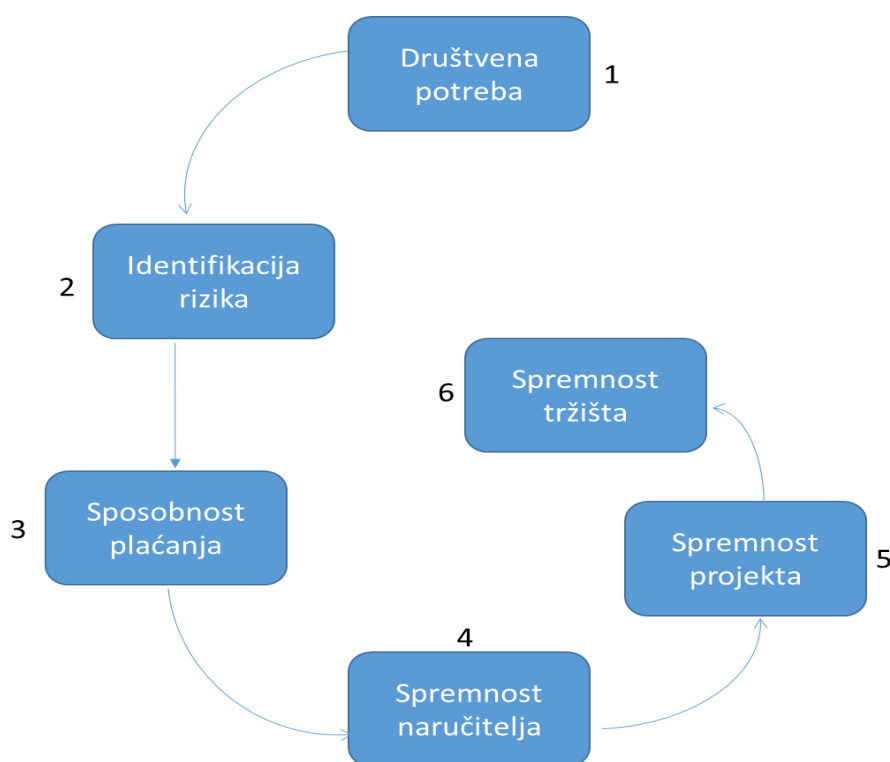 Društvena
potreba
1
Identifikacija
rizika
2
Sposobnost
plaćanja
3
4
Spremnost
naručitelja
Spremnost
projekta
5
6
Spremnost
tržišta